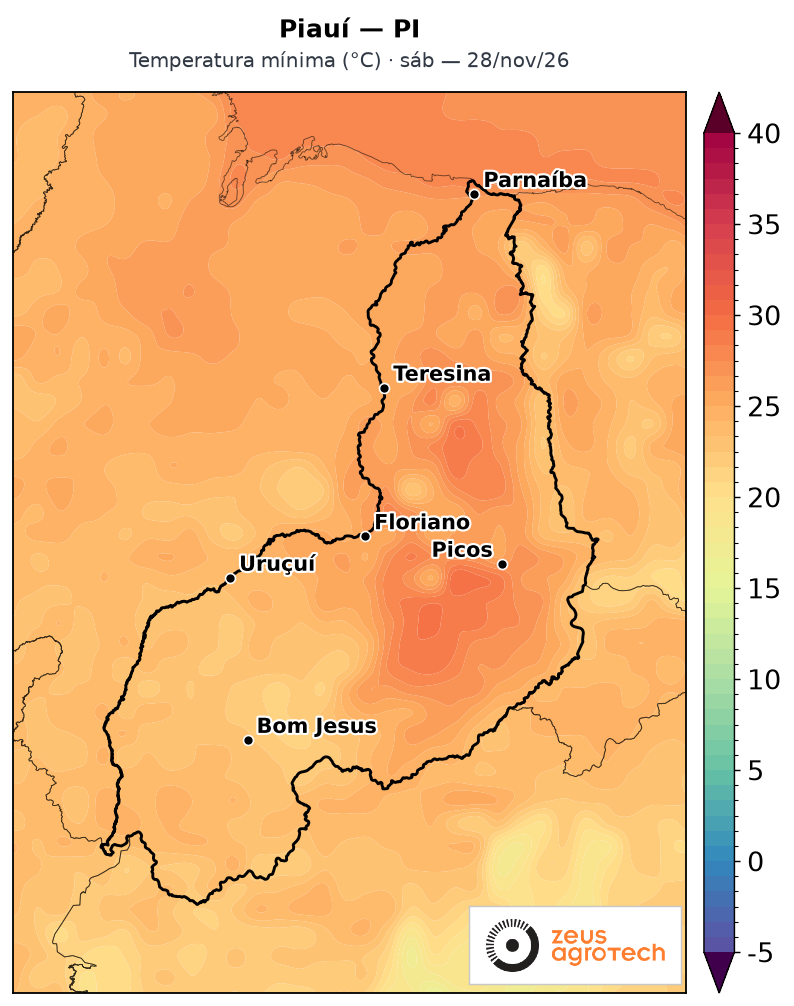 Piauí — PI
Temperatura mínima (°C) · sáb — 28/nov/26
Parnaíba
Teresina
Floriano
Picos
Uruçuí
Bom Jesus
40
35
30
25
20
15
10
5
0
-5
zeus
agrotech